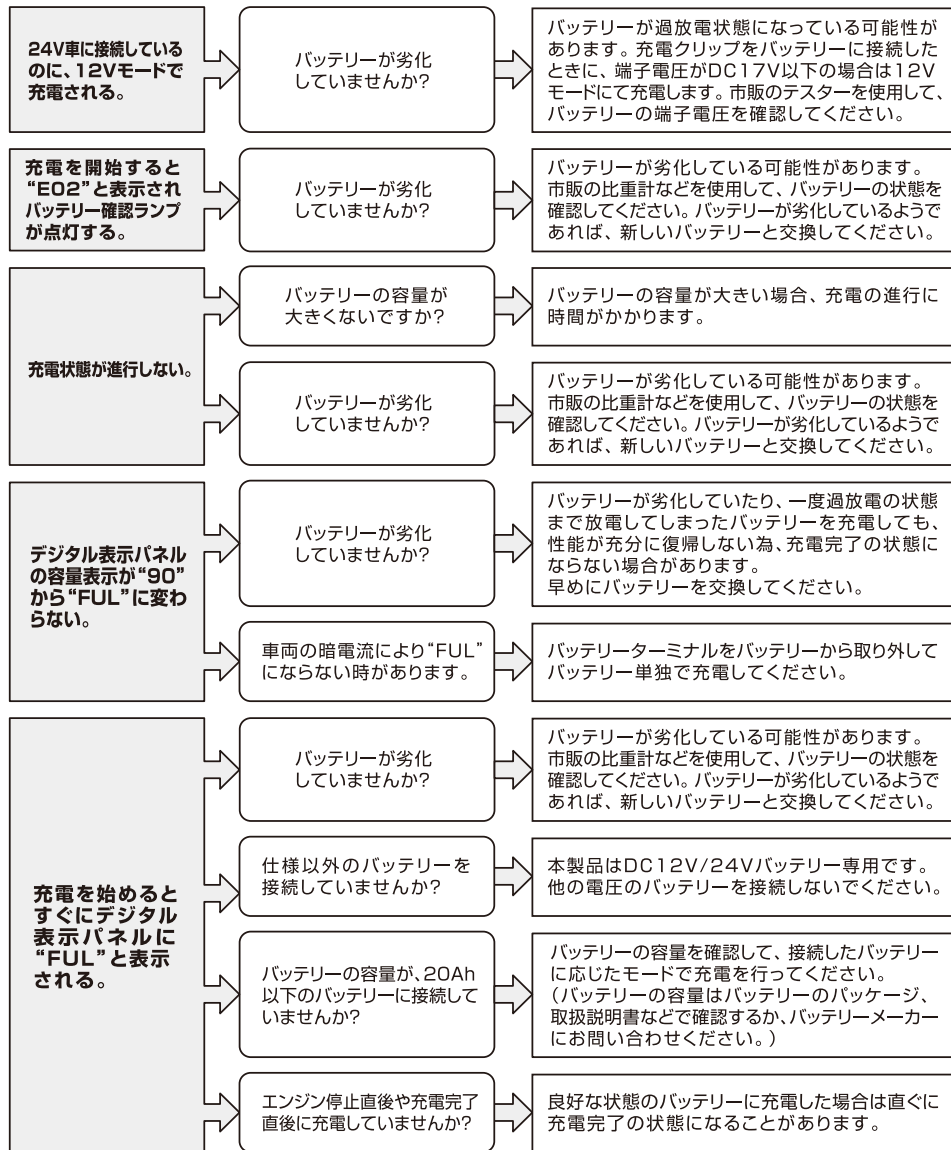 24V車に接続している
のに、12Vモードで
充電される。
バッテリーが劣化
していませんか?
バッテリーが過放電状態になっている可能性が
あります。充電クリップをバッテリーに接続した
ときに、端子電圧がDC17V以下の場合は12V
モードにて充電します。市販のテスターを使用して、
バッテリーの端子電圧を確認してください。
充電を開始すると
“E02”と表示され
バッテリー確認ランプ
が点灯する。
バッテリーが劣化
していませんか?
バッテリーが劣化している可能性があります。
市販の比重計などを使用して、バッテリーの状態を
確認してください。バッテリーが劣化しているようで
あれば、新しいバッテリーと交換してください。
充電状態が進行しない。
バッテリーの容量が
大きくないですか?
バッテリーの容量が大きい場合、充電の進行に
時間がかかります。
バッテリーが劣化
していませんか?
バッテリーが劣化している可能性があります。
市販の比重計などを使用して、バッテリーの状態を
確認してください。バッテリーが劣化しているようで
あれば、新しいバッテリーと交換してください。
デジタル表示パネル
の容量表示が“90”
から“FUL”に変わ
らない。
バッテリーが劣化
していませんか?
バッテリーが劣化していたり、一度過放電の状態
まで放電してしまったバッテリーを充電しても、
性能が充分に復帰しない為、充電完了の状態に
ならない場合があります。
早めにバッテリーを交換してください。
車両の暗電流により“FUL”
にならない時があります。
バッテリーターミナルをバッテリーから取り外して
バッテリー単独で充電してください。
充電を始めると
すぐにデジタル
表示パネルに
“FUL”と表示
される。
バッテリーが劣化
していませんか?
バッテリーが劣化している可能性があります。
市販の比重計などを使用して、バッテリーの状態を
確認してください。バッテリーが劣化しているようで
あれば、新しいバッテリーと交換してください。
仕様以外のバッテリーを
接続していませんか?
本製品はDC12V/24Vバッテリー専用です。
他の電圧のバッテリーを接続しないでください。
バッテリーの容量が、20Ah
以下のバッテリーに接続して
いませんか?
バッテリーの容量を確認して、接続したバッテリー
に応じたモードで充電を行ってください。
(バッテリーの容量はバッテリーのパッケージ、
取扱説明書などで確認するか、バッテリーメーカー
にお問い合わせください。)
エンジン停止直後や充電完了
直後に充電していませんか?
良好な状態のバッテリーに充電した場合は直ぐに
充電完了の状態になることがあります。